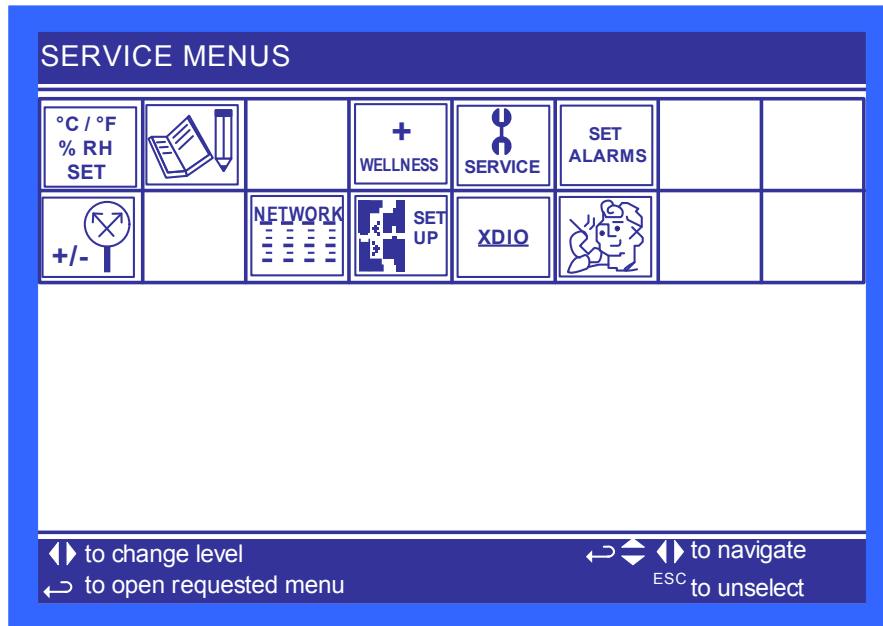 SERVICE MENUS
°C / °F
% RH
SET
+
WELLNESS
SERVICE
SET
ALARMS
+/-
NETWORK
SET
UP
XDIO
to change level
to navigate
to open requested menu
ESC to unselect